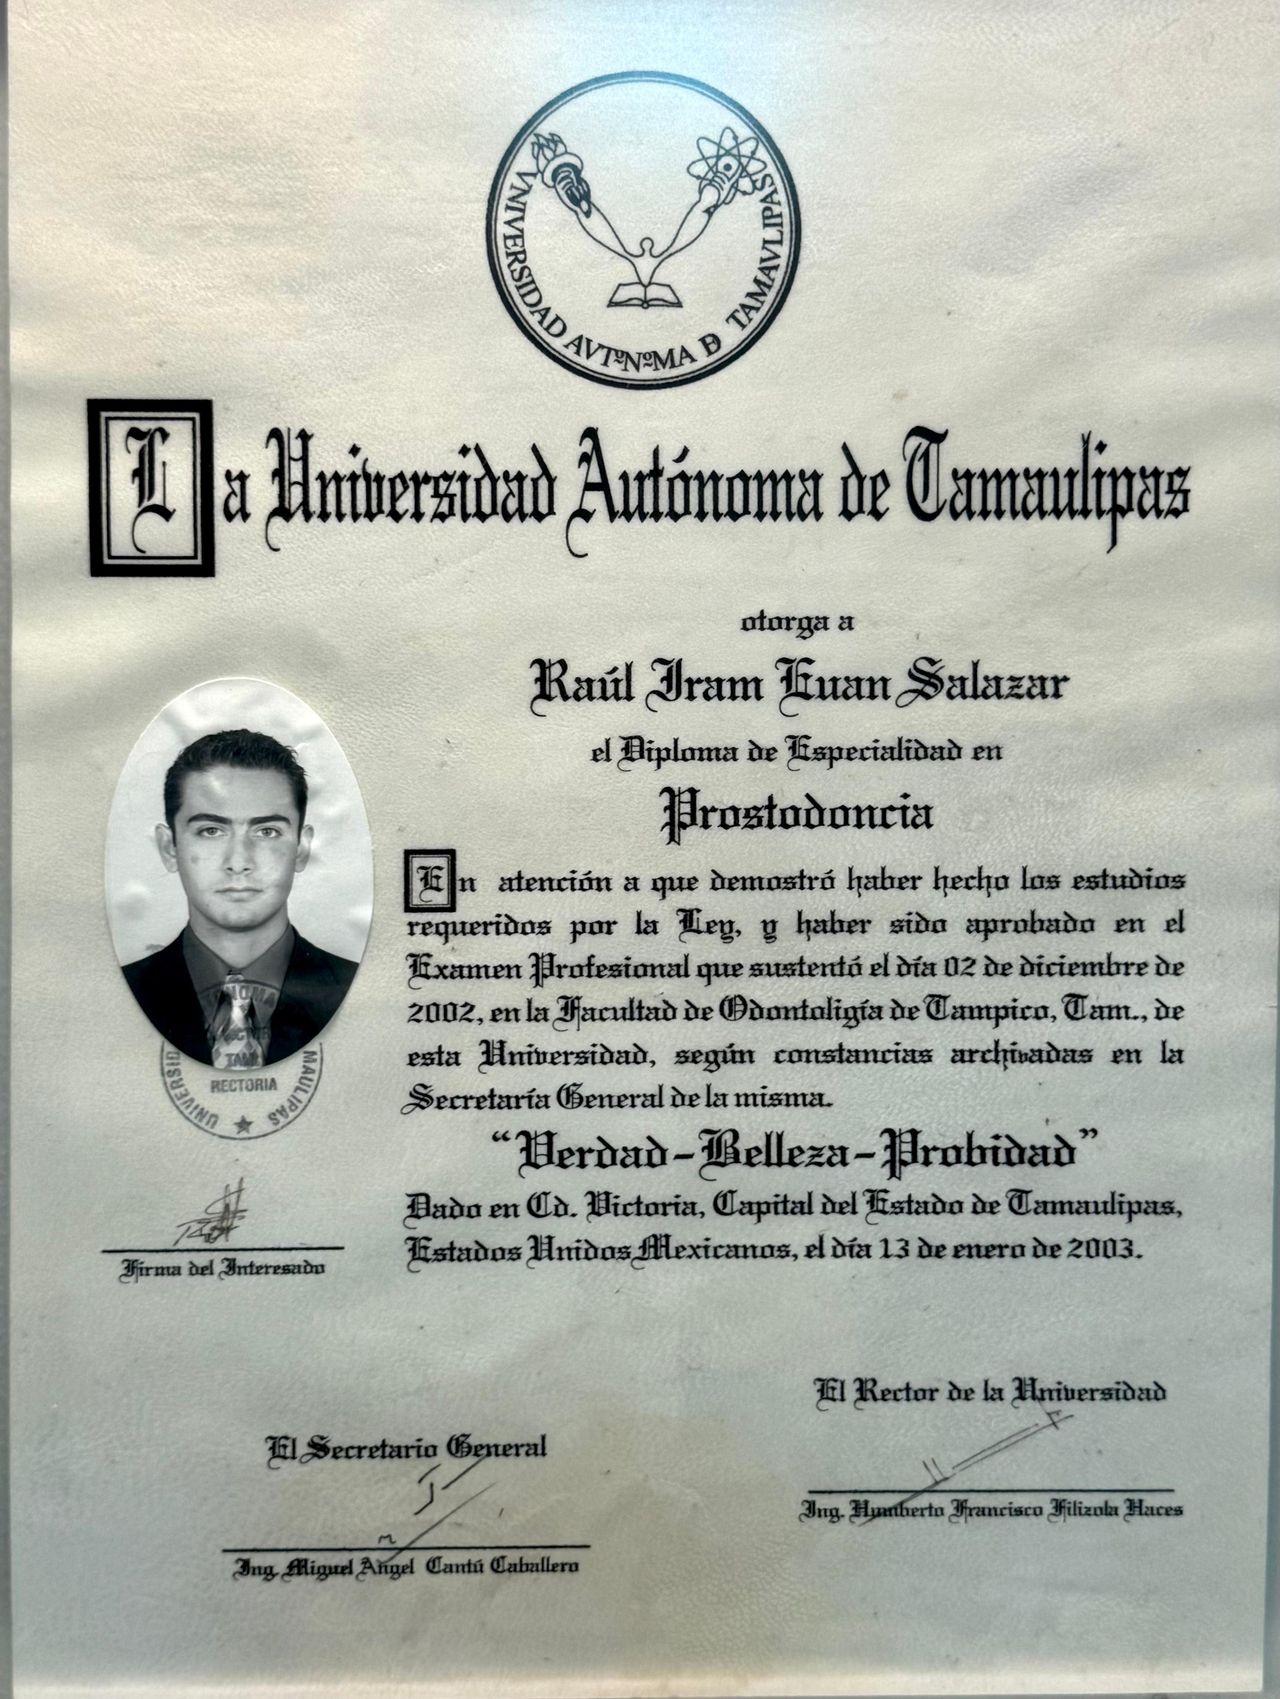 VNIVERSIDAD AVTºNºMA DE TAMAVLIPAS
La Universidad Autónoma de Tamaulipas
otorga a
Raúl Iram Euan Salazar
el Diploma de Especialidad en
Prostodoncia
En atención a que demostró haber hecho los estudios
requeridos por la Ley, y haber sido aprobado en el
Examen Profesional que sustentó el día 02 de diciembre de
2002, en la Facultad de Odontoligía de Tampico, Tam., de
esta Universidad, según constancias archivadas en la
Secretaría General de la misma.
"Verdad-Belleza-Probidad"
Dado en Cd. Victoria, Capital del Estado de Tamaulipas,
Estados Unidos Mexicanos, el día 13 de enero de 2003.
RECTORIA
Firma del Interesado
El Rector de la Universidad
Ing. Humberto Francisco Filizola Haces
El Secretario General
Ing. Miguel Angel Cantú Caballero